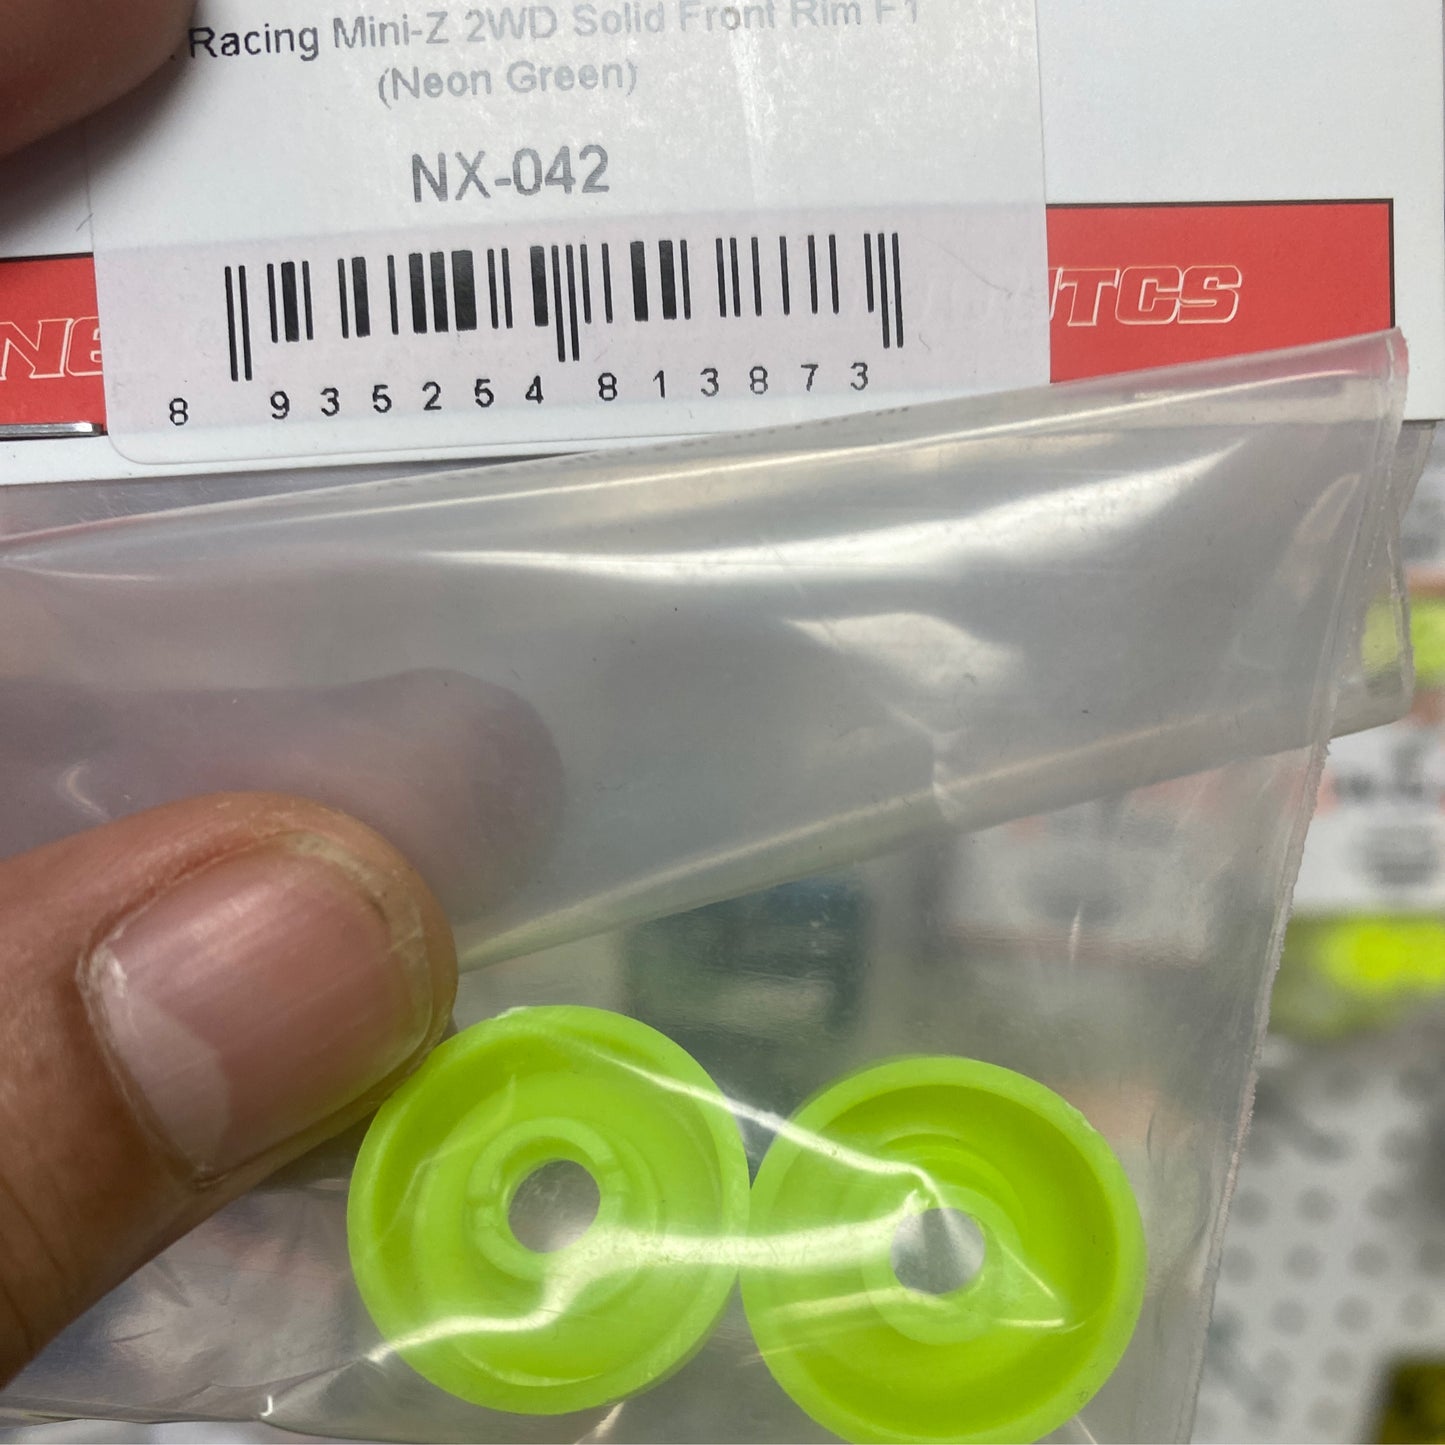 Racing Mini-Z 2WD Solid Front Rim F1
(Neon Green)
NX-042
8 935254 813873